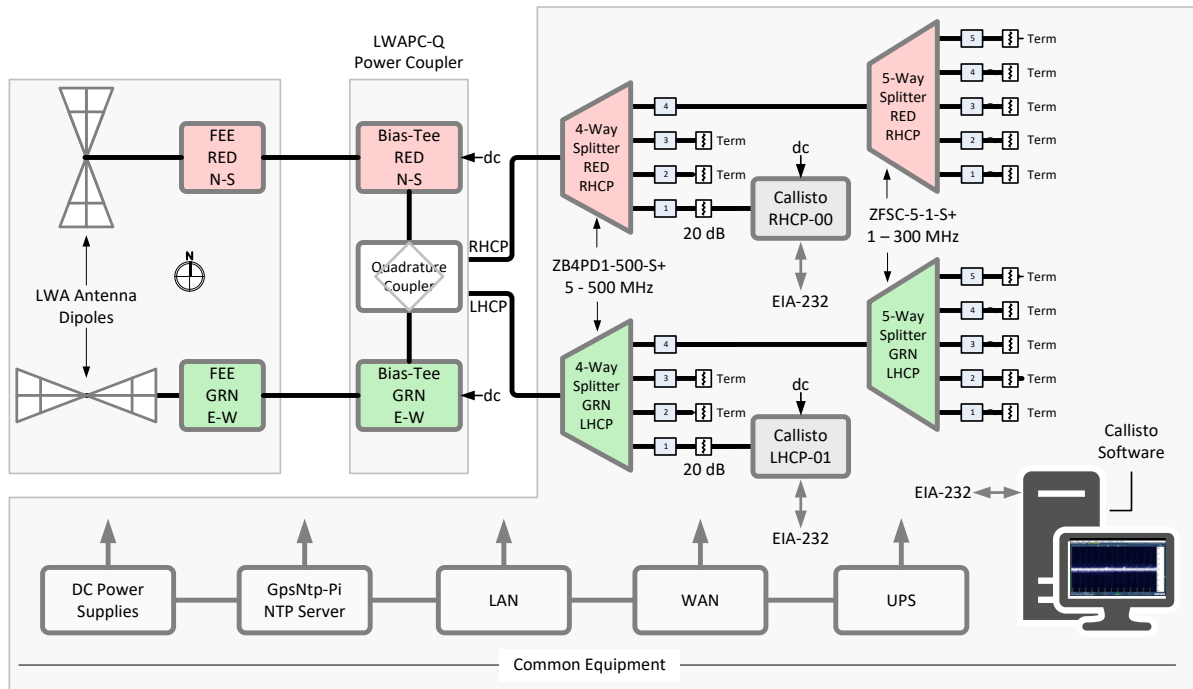 LWAPC-Q
Power Coupler
FEE
RED
N-S
Bias-Tee
RED
N-S
dc
N
LWA Antenna
Dipoles
Quadrature
Coupler
RHCP
LHCP
FEE
GRN
E-W
Bias-Tee
GRN
E-W
dc
4-Way
Splitter
RED
RHCP
4
3
Term
2
Term
1
20 dB
dc
Callisto
RHCP-00
EIA-232
5-Way
Splitter
RED
RHCP
5
Term
4
Term
3
Term
2
Term
1
Term
ZB4PD1-500-S+
5 - 500 MHz
ZFSC-5-1-S+
1 – 300 MHz
4-Way
Splitter
GRN
LHCP
4
3
Term
2
Term
1
20 dB
dc
Callisto
LHCP-01
EIA-232
5-Way
Splitter
GRN
LHCP
5
Term
4
Term
3
Term
2
Term
1
Term
Callisto
Software
EIA-232
DC Power
Supplies
GpsNtp-Pi
NTP Server
LAN
WAN
UPS
Common Equipment